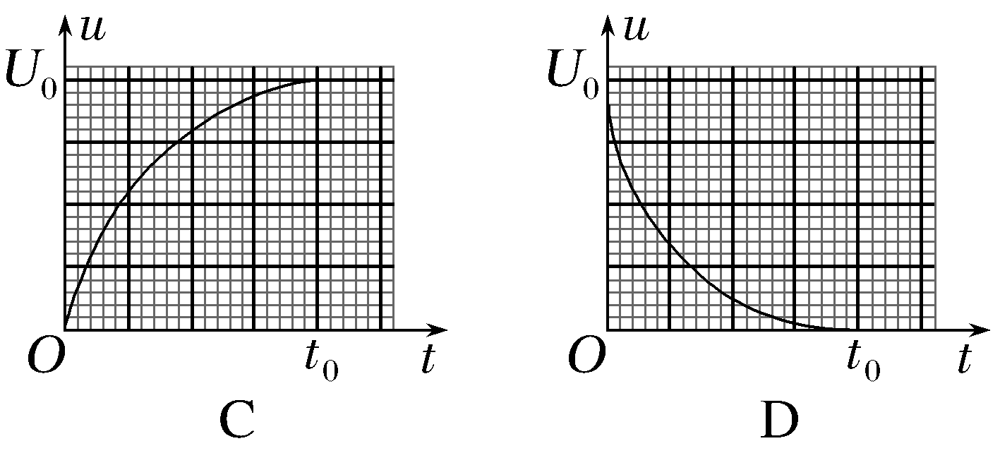 u u
U₀ U₀
O t₀ t O t₀ t
C D